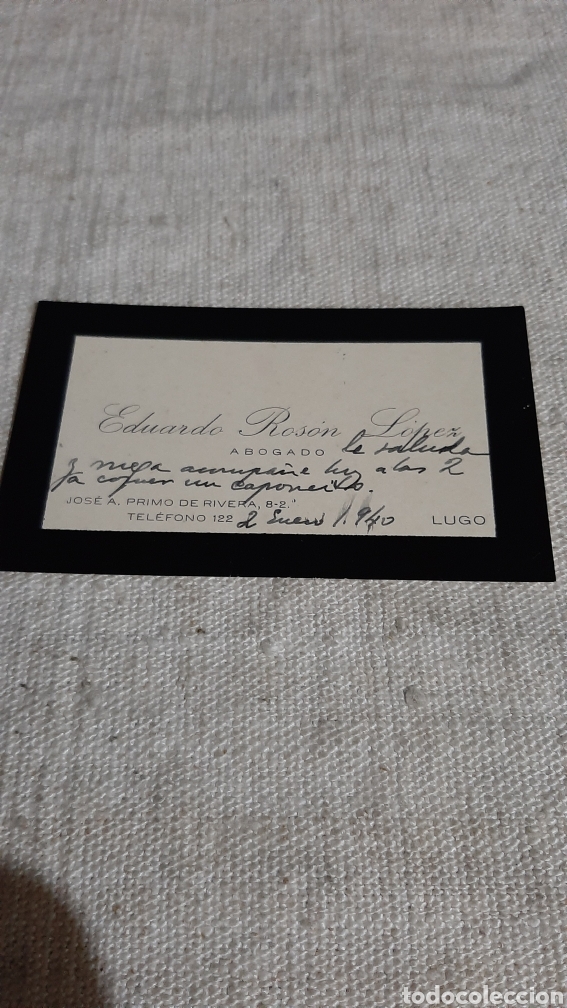 Eduardo Rosón López
ABOGADO le saluda
y ruega acompañe hoy a las 2
a comer un caponcito.
JOSÉ A. PRIMO DE RIVERA, 8-2.º
TELÉFONO 122 2 Enero 1.940 LUGO
todocoleccion